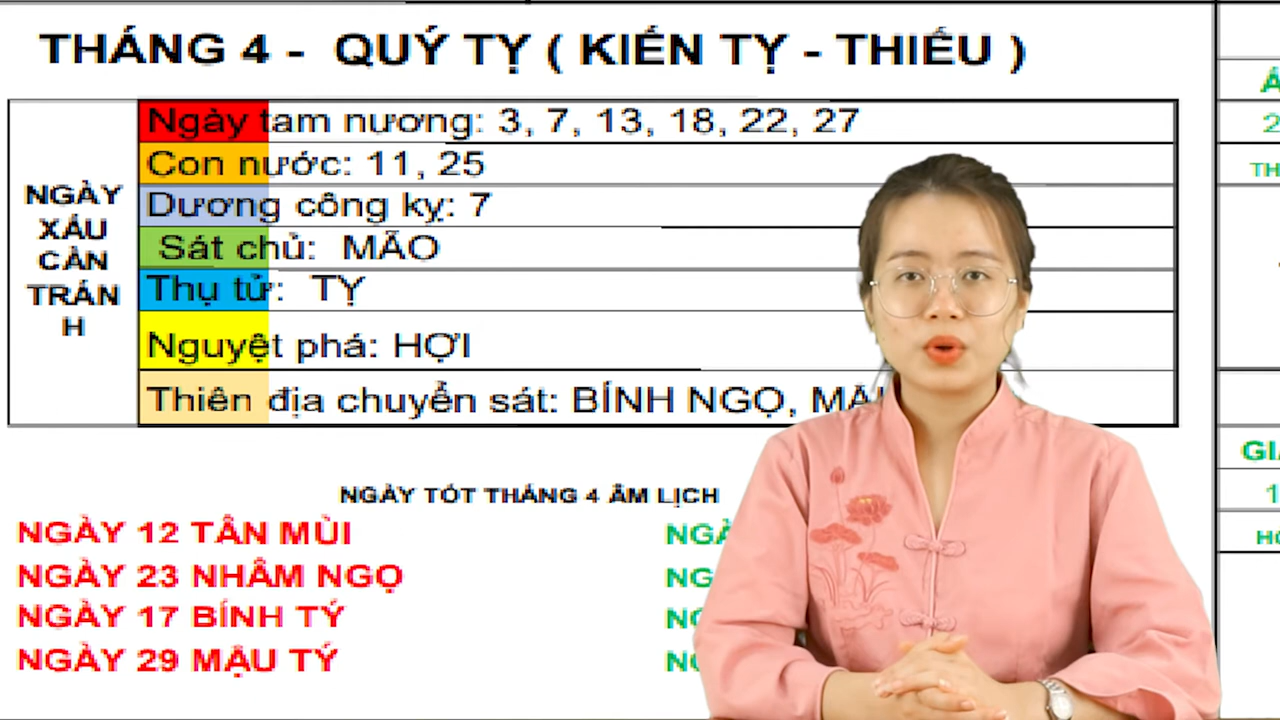 THÁNG 4 - QUÝ TỴ ( KIẾN TỴ - THIẾU )
NGÀY
XẤU
CẦN
TRÁN
H
Ngày tam nương: 3, 7, 13, 18, 22, 27
Con nước: 11, 25
Dương công kỵ: 7
Sát chủ: MÃO
Thụ tử: TỴ
Nguyệt phá: HỢI
Thiên địa chuyển sát: BÍNH NGỌ,
NGÀY TỐT THÁNG 4 ÂM LỊCH
NGÀY 12 TÂN MÙI
NGÀY 23 NHÂM NGỌ
NGÀY 17 BÍNH TÝ
NGÀY 29 MẬU TÝ